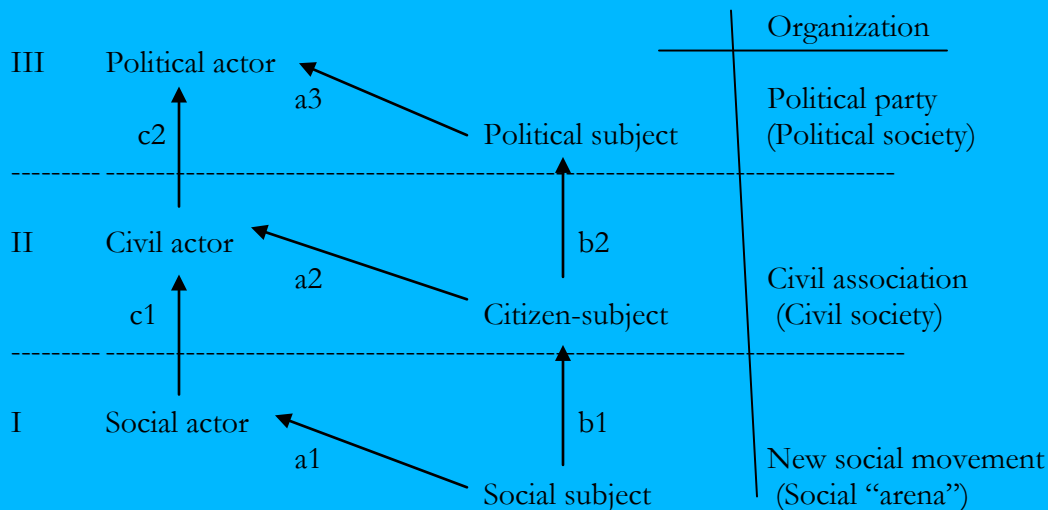 Organization
III Political actor
a3
Political party
c2
Political subject
(Political society)
II Civil actor
b2
a2
Civil association
c1
Citizen-subject
(Civil society)
I Social actor
b1
a1
New social movement
Social subject
(Social “arena”)